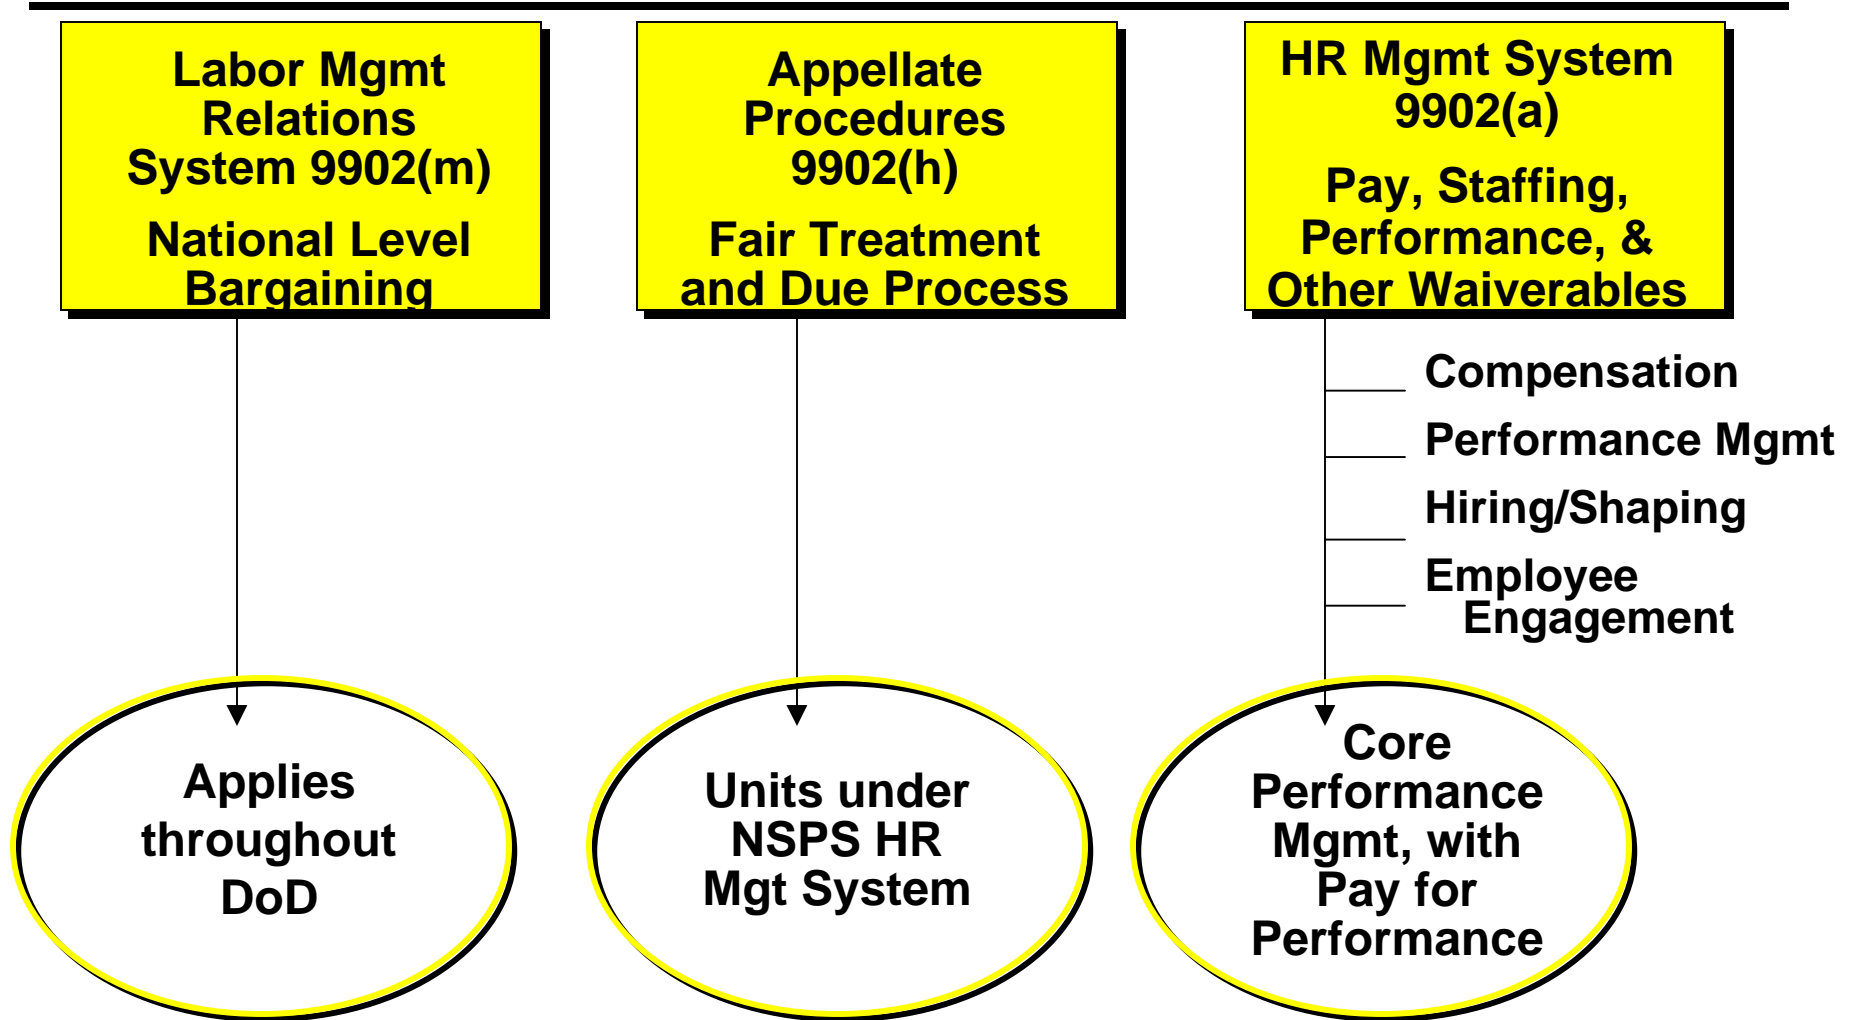 Labor Mgmt
Relations
System 9902(m)
National Level
Bargaining
Appellate
Procedures
9902(h)
Fair Treatment
and Due Process
HR Mgmt System
9902(a)
Pay, Staffing,
Performance, &
Other Waiverables
Compensation
Performance Mgmt
Hiring/Shaping
Employee
Engagement
Applies
throughout
DoD
Units under
NSPS HR
Mgt System
Core
Performance
Mgmt, with
Pay for
Performance